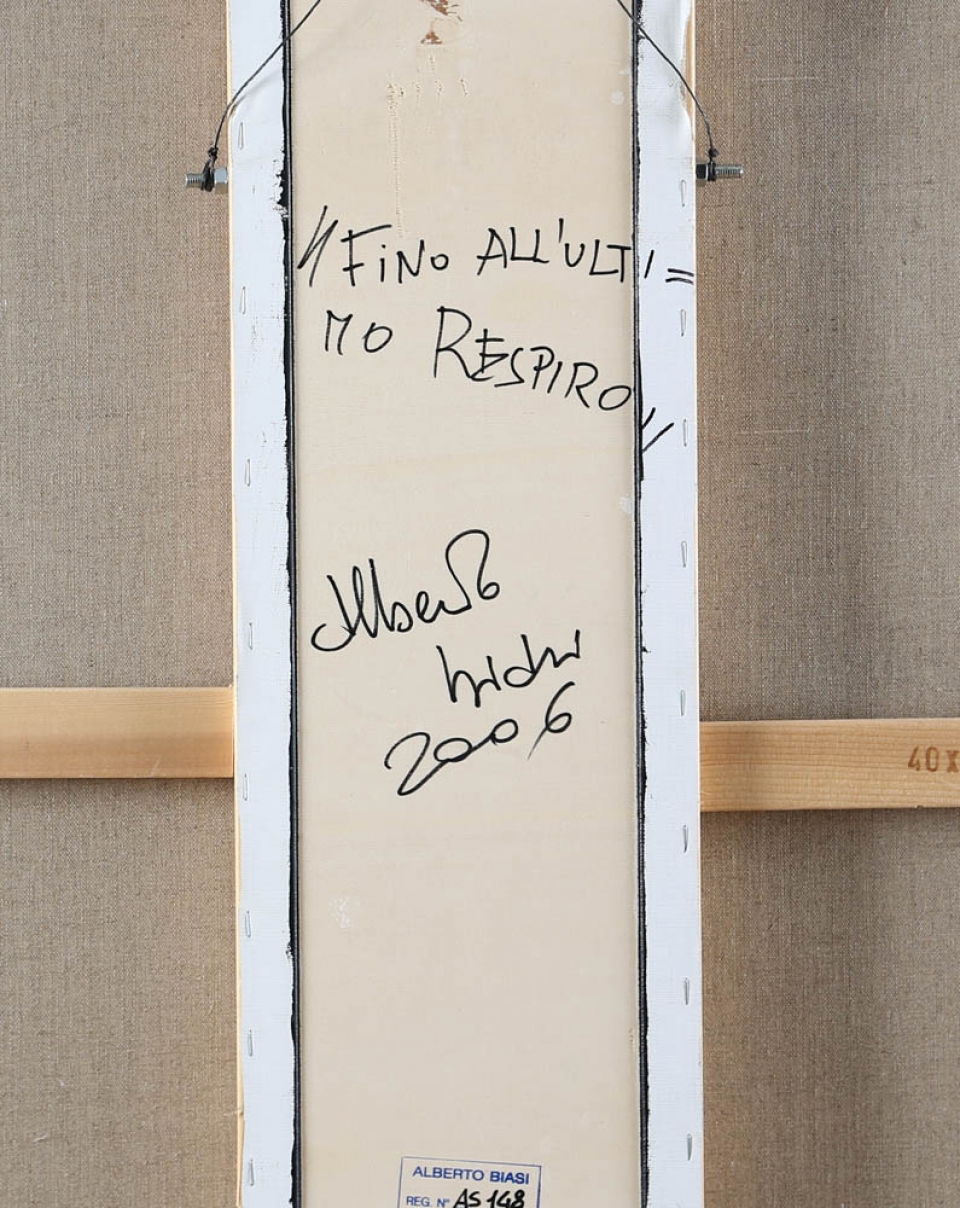 "FiNO ALL'ULTI=
MO RESPIRO"
Alberto
biasi
2006
40x
ALBERTO BIASI
REG. N° AS 148